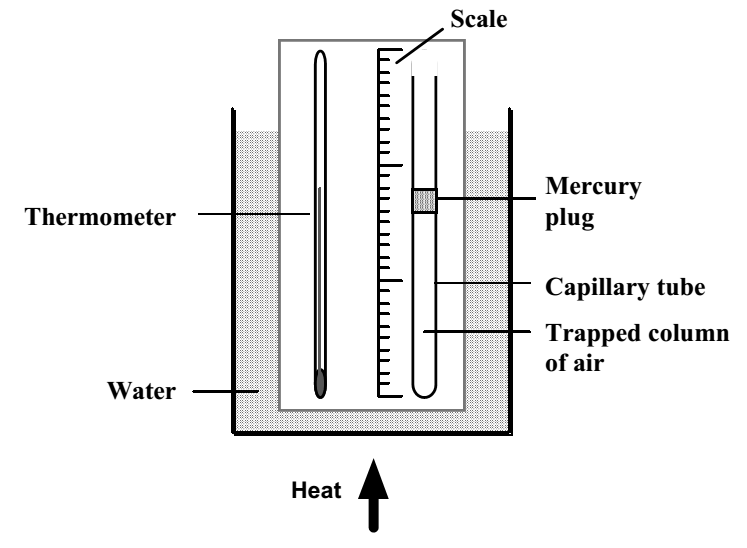 Scale
Thermometer
Mercury
plug
Capillary tube
Trapped column
of air
Water
Heat